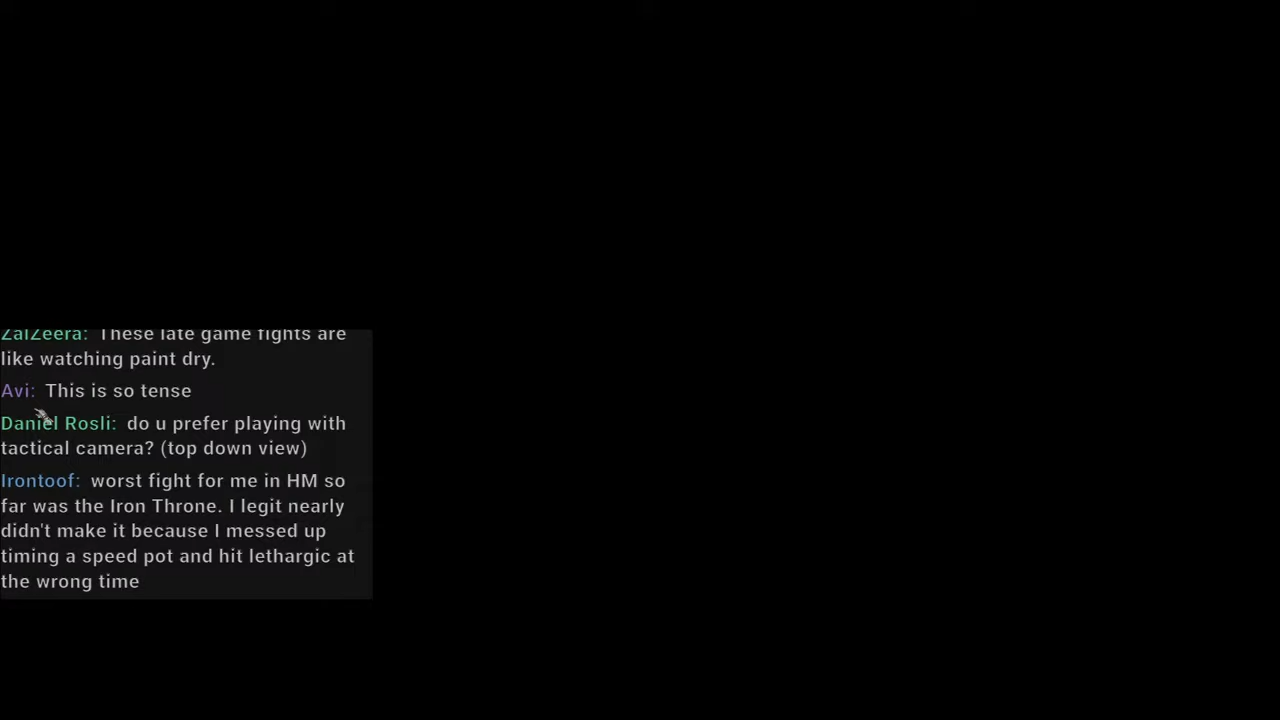 ZalZeera: These late game fights are
like watching paint dry.
Avi: This is so tense
Daniel Rosli: do u prefer playing with
tactical camera? (top down view)
Irontoof: worst fight for me in HM so
far was the Iron Throne. I legit nearly
didn't make it because I messed up
timing a speed pot and hit lethargic at
the wrong time